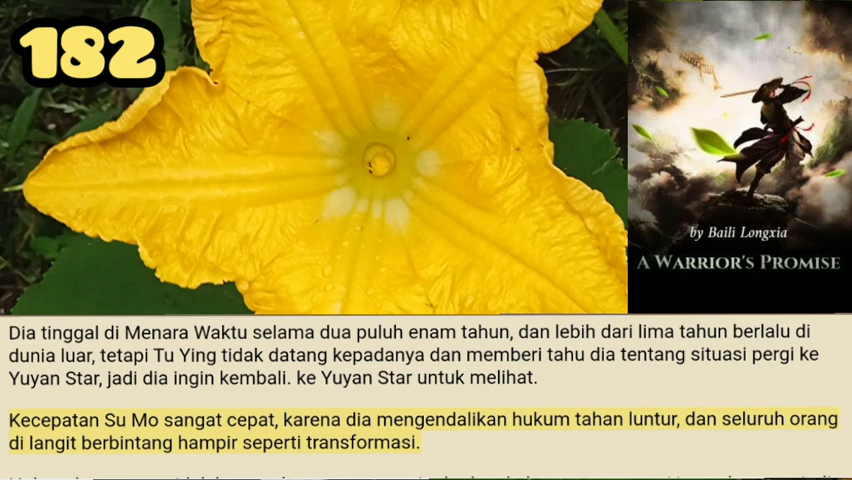 182
by Baili Longxia
A WARRIOR'S PROMISE
Dia tinggal di Menara Waktu selama dua puluh enam tahun, dan lebih dari lima tahun berlalu di
dunia luar, tetapi Tu Ying tidak datang kepadanya dan memberi tahu dia tentang situasi pergi ke
Yuyan Star, jadi dia ingin kembali. ke Yuyan Star untuk melihat.
Kecepatan Su Mo sangat cepat, karena dia mengendalikan hukum tahan luntur, dan seluruh orang
di langit berbintang hampir seperti transformasi.